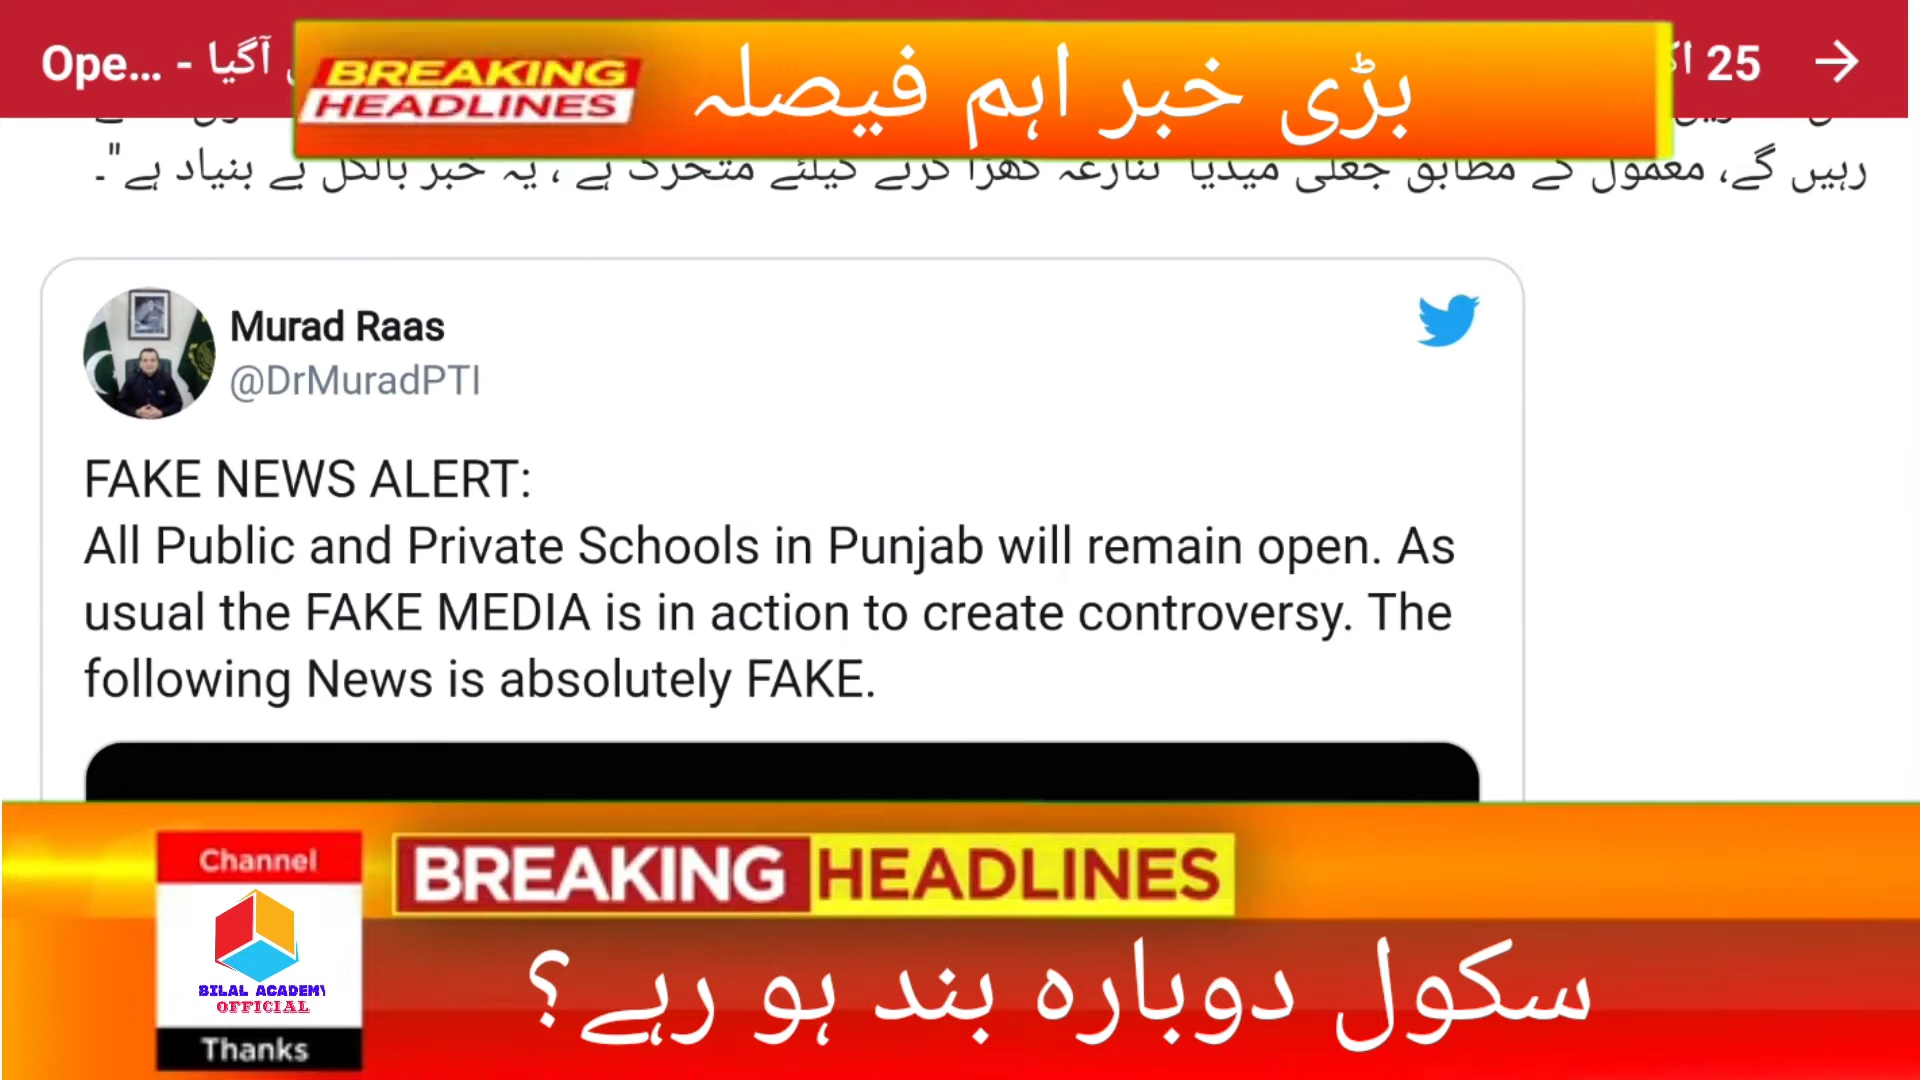 Ope... - آگیا
25
BREAKING
HEADLINES
بڑی خبر اہم فیصلہ
رہیں گے، معمول کے مطابق جعلی میڈیا تنازعہ کھڑا کرنے کیلئے متحرک ہے ، یہ خبر بالکل بے بنیاد ہے"۔
Murad Raas
@DrMuradPTI
FAKE NEWS ALERT:
All Public and Private Schools in Punjab will remain open. As
usual the FAKE MEDIA is in action to create controversy. The
following News is absolutely FAKE.
Channel
BREAKING HEADLINES
BILAL ACADEMY
OFFICIAL
Thanks
سکول دوبارہ بند ہو رہے ؟